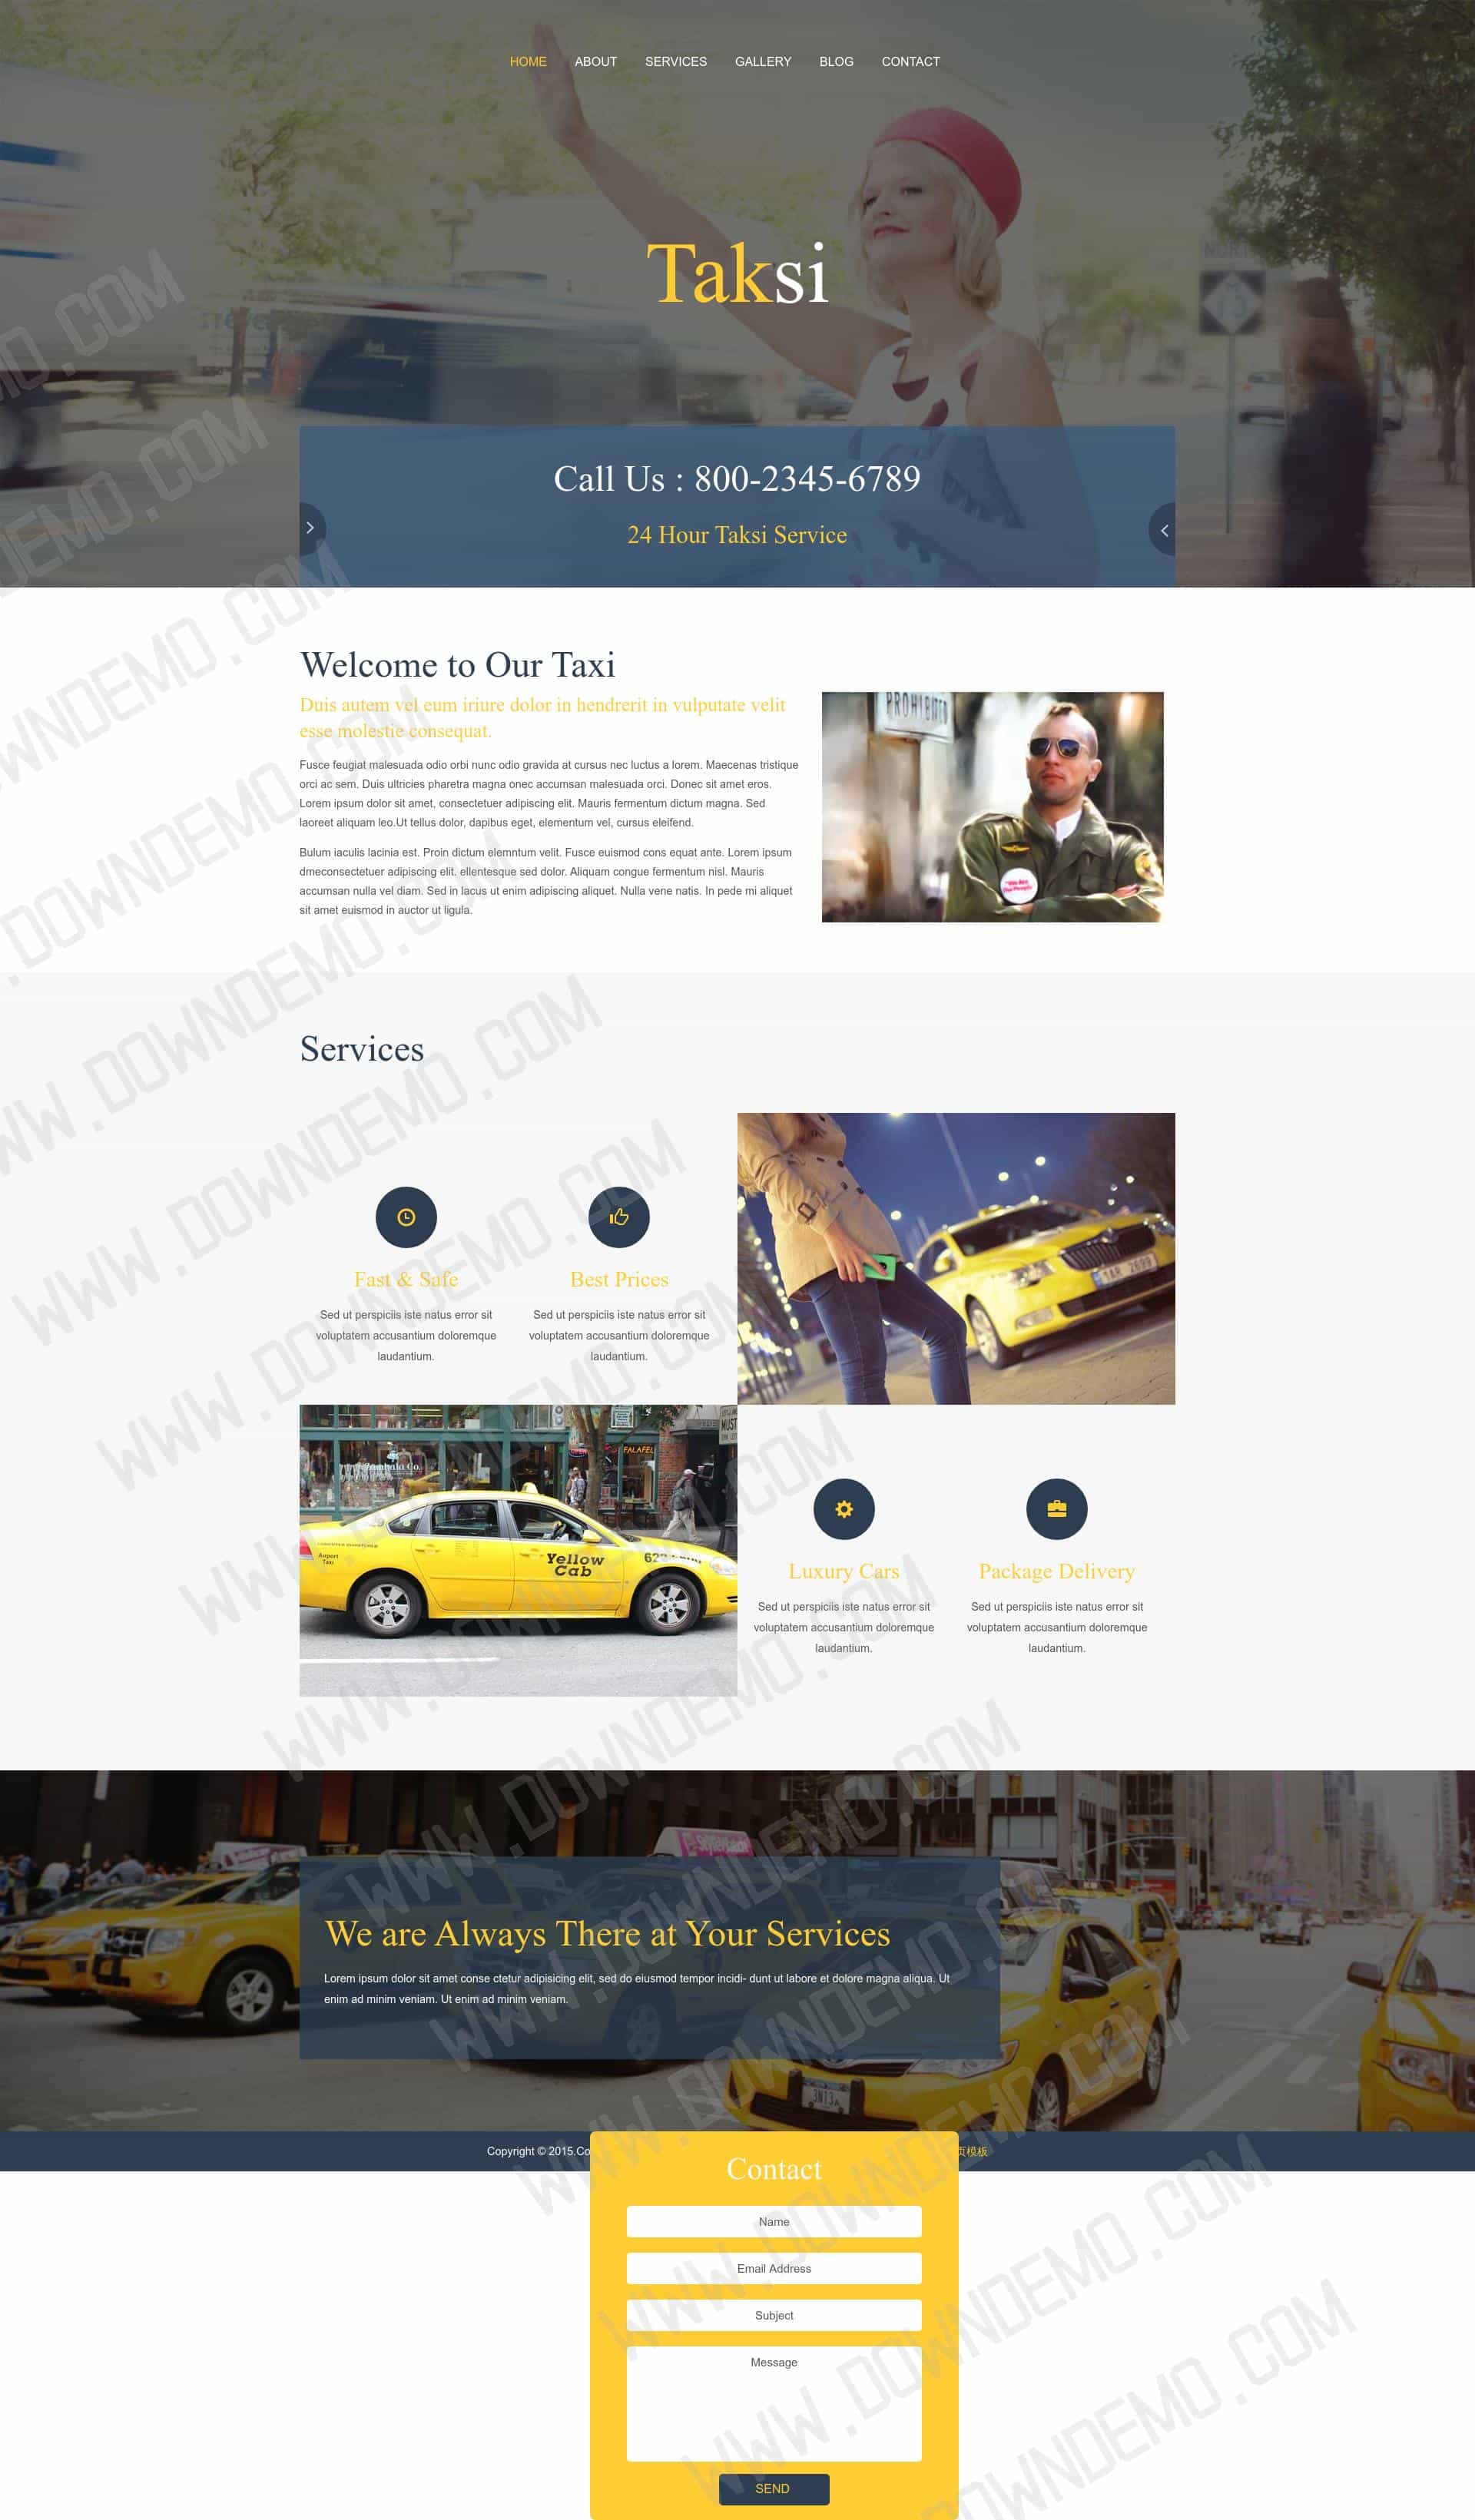 HOME ABOUT SERVICES GALLERY BLOG CONTACT
NORTH
Taksi
Call Us : 800-2345-6789
24 Hour Taksi Service
Welcome to Our Taxi
Duis autem vel eum iriure dolor in hendrerit in vulputate velit
esse molestie consequat.
PROHIBITED
Fusce feugiat malesuada odio orbi nunc odio gravida at cursus nec luctus a lorem. Maecenas tristique
orci ac sem. Duis ultricies pharetra magna onec accumsan malesuada orci. Donec sit amet eros.
Lorem ipsum dolor sit amet, consectetuer adipiscing elit. Mauris fermentum dictum magna. Sed
laoreet aliquam leo.Ut tellus dolor, dapibus eget, elementum vel, cursus eleifend.
Bulum iaculis lacinia est. Proin dictum elemntum velit. Fusce euismod cons equat ante. Lorem ipsum
dmeconsectetuer adipiscing elit. ellentesque sed dolor. Aliquam congue fermentum nisl. Mauris
accumsan nulla vel diam. Sed in lacus ut enim adipiscing aliquet. Nulla vene natis. In pede mi aliquet
sit amet euismod in auctor ut ligula.
"We Are
The People"
Services
Fast & Safe
Sed ut perspiciis iste natus error sit
voluptatem accusantium doloremque
laudantium.
Best Prices
Sed ut perspiciis iste natus error sit
voluptatem accusantium doloremque
laudantium.
FALAFEL
MUST
Airport
Taxi
Yellow
Cab
Luxury Cars
Sed ut perspiciis iste natus error sit
voluptatem accusantium doloremque
laudantium.
Package Delivery
Sed ut perspiciis iste natus error sit
voluptatem accusantium doloremque
laudantium.
We are Always There at Your Services
Lorem ipsum dolor sit amet conse ctetur adipisicing elit, sed do eiusmod tempor incidi- dunt ut labore et dolore magna aliqua. Ut
enim ad minim veniam. Ut enim ad minim veniam.
3N13
Copyright © 2015.Co
页模板
Contact
Name
Email Address
Subject
Message
SEND
WWW.DOWNDEMO.COM